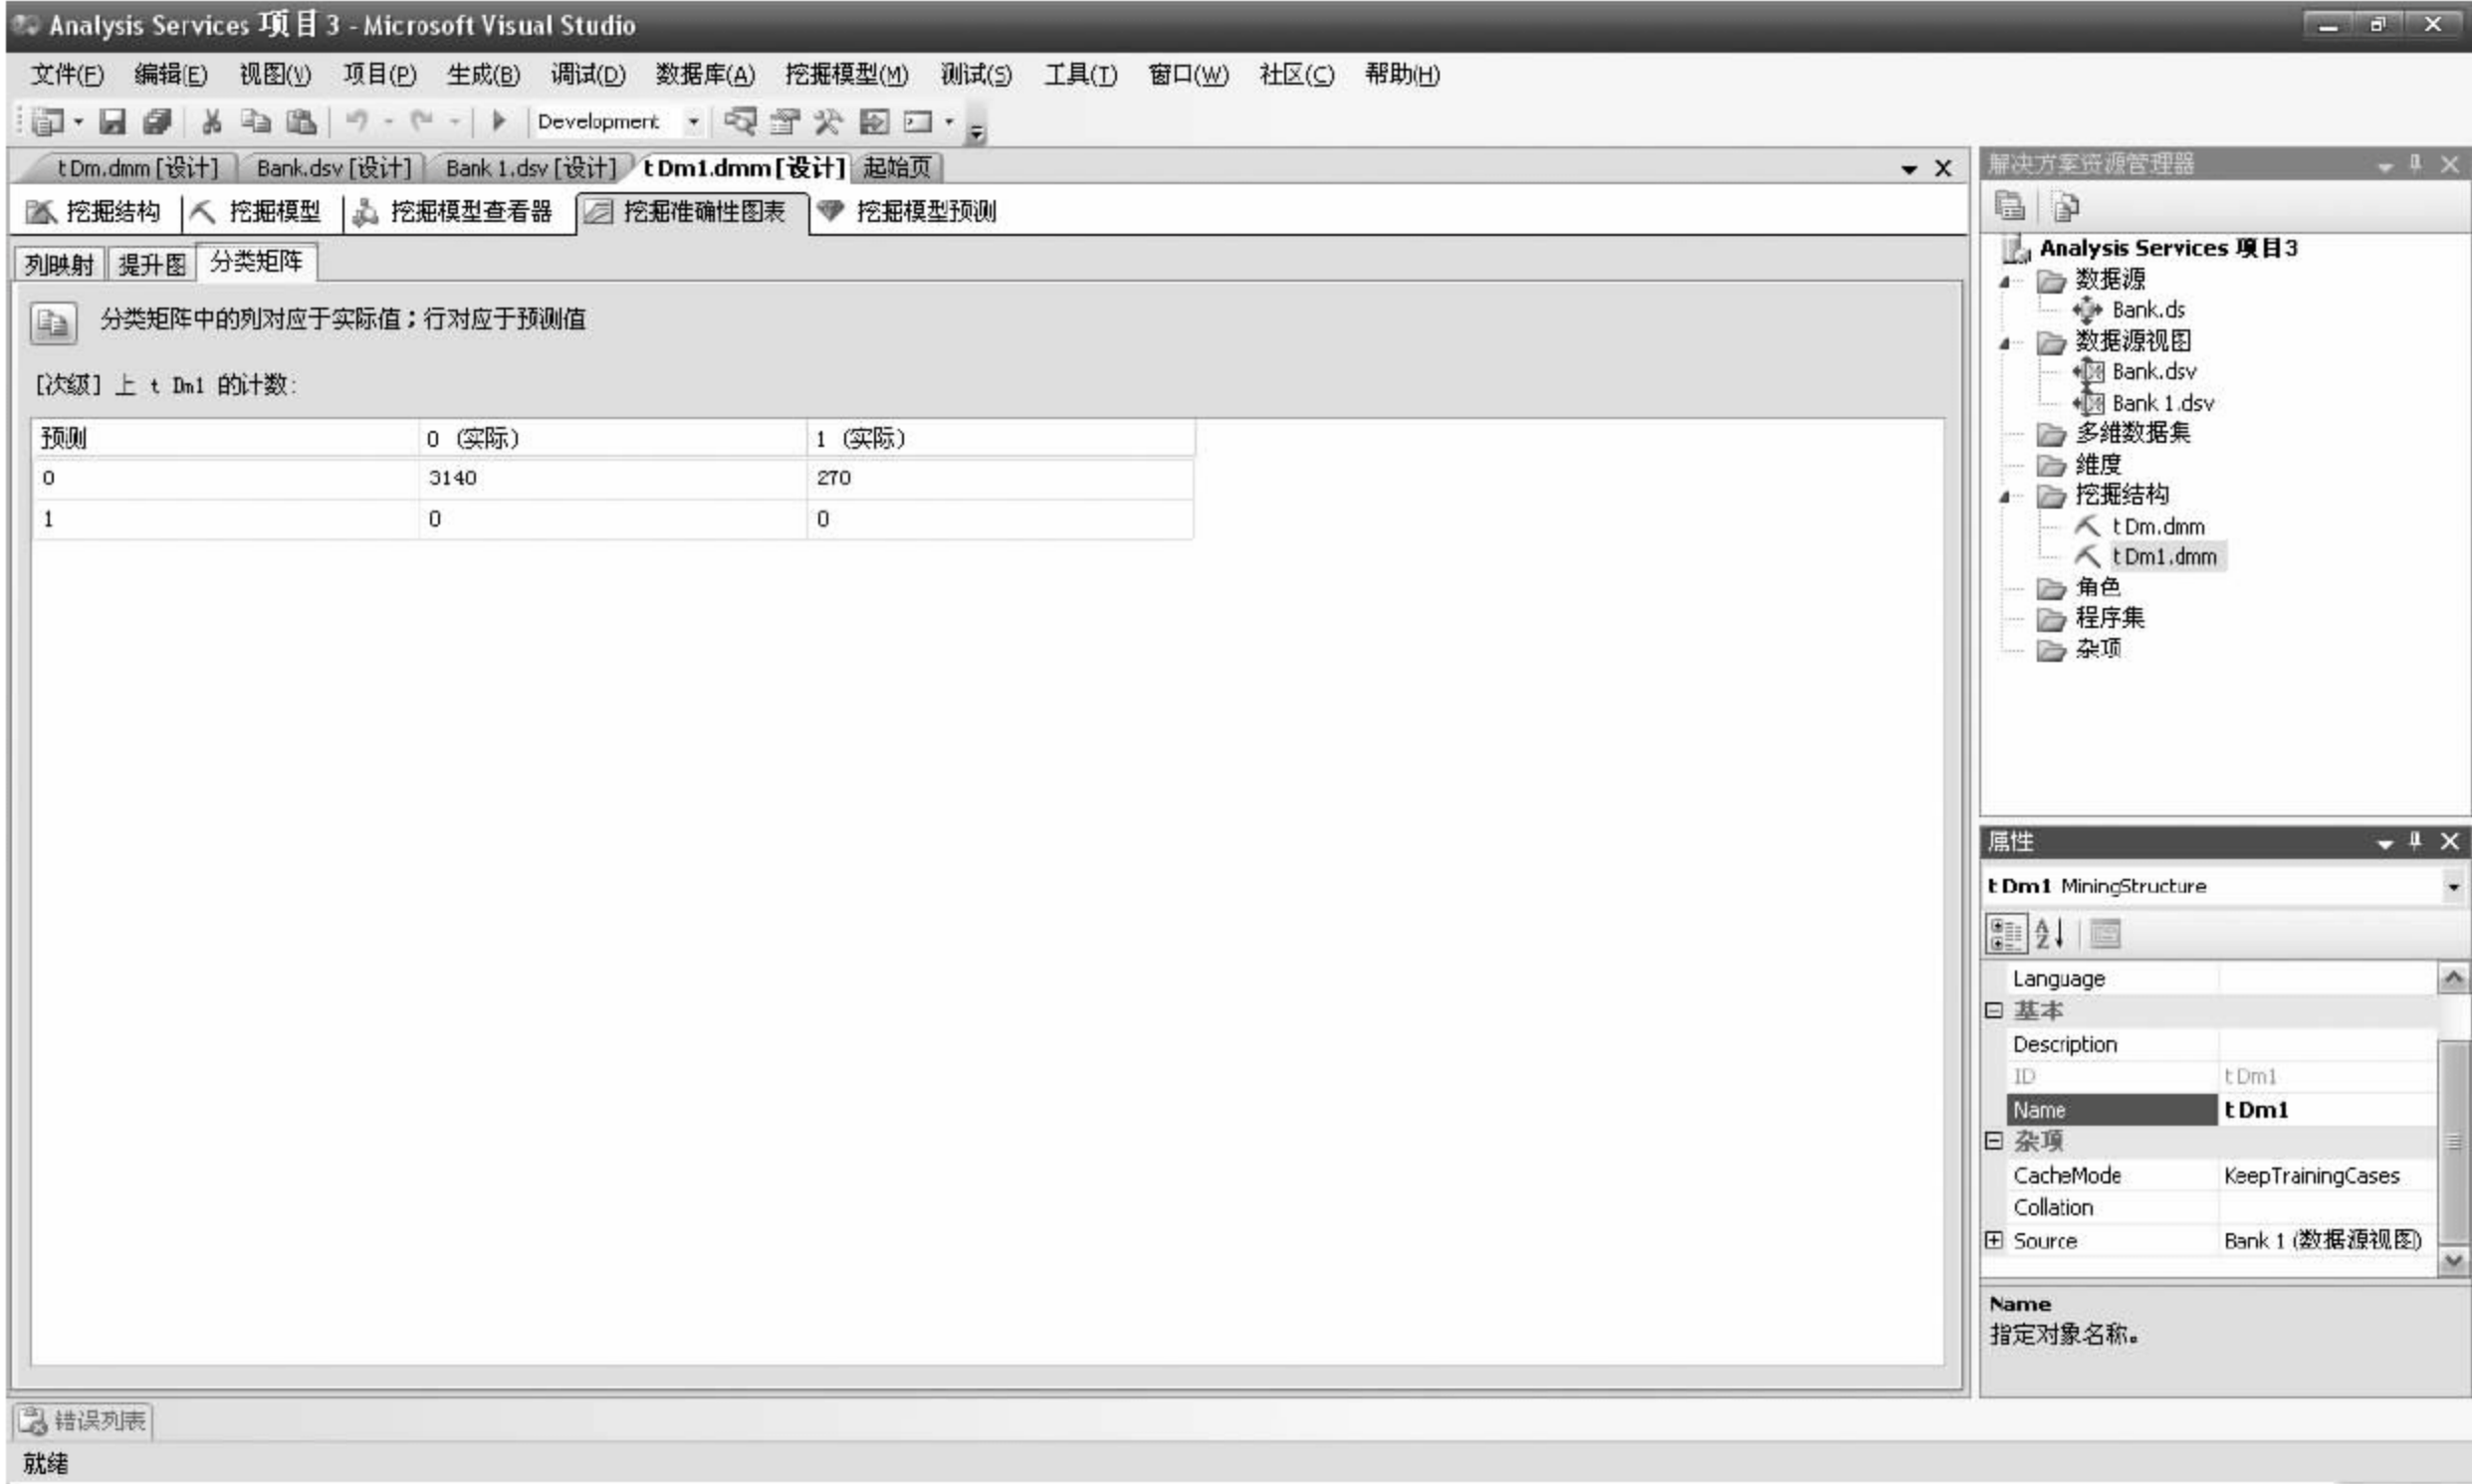 Analysis Services 项目3 - Microsoft Visual Studio
文件(F) 编辑(E) 视图(V) 项目(P) 生成(B) 调试(D) 数据库(A) 挖掘模型(M) 测试(S) 工具(T) 窗口(W) 社区(C) 帮助(H)
Development
t Dm.dmm [设计] Bank.dsv [设计] Bank 1.dsv [设计] t Dm1.dmm [设计] 起始页
挖掘结构 挖掘模型 挖掘模型查看器 挖掘准确性图表 挖掘模型预测
列映射 提升图 分类矩阵
分类矩阵中的列对应于实际值；行对应于预测值
[次级] 上 t Dm1 的计数:
预测 0 (实际) 1 (实际)
0 3140 270
1 0 0
解决方案资源管理器
Analysis Services 项目3
数据源
Bank.ds
数据源视图
Bank.dsv
Bank 1.dsv
多维数据集
维度
挖掘结构
t Dm.dmm
t Dm1.dmm
角色
程序集
杂项
属性
t Dm1 MiningStructure
Language
基本
Description
ID t Dm1
Name t Dm1
杂项
CacheMode KeepTrainingCases
Collation
Source Bank 1 (数据源视图)
Name
指定对象名称。
错误列表
就绪